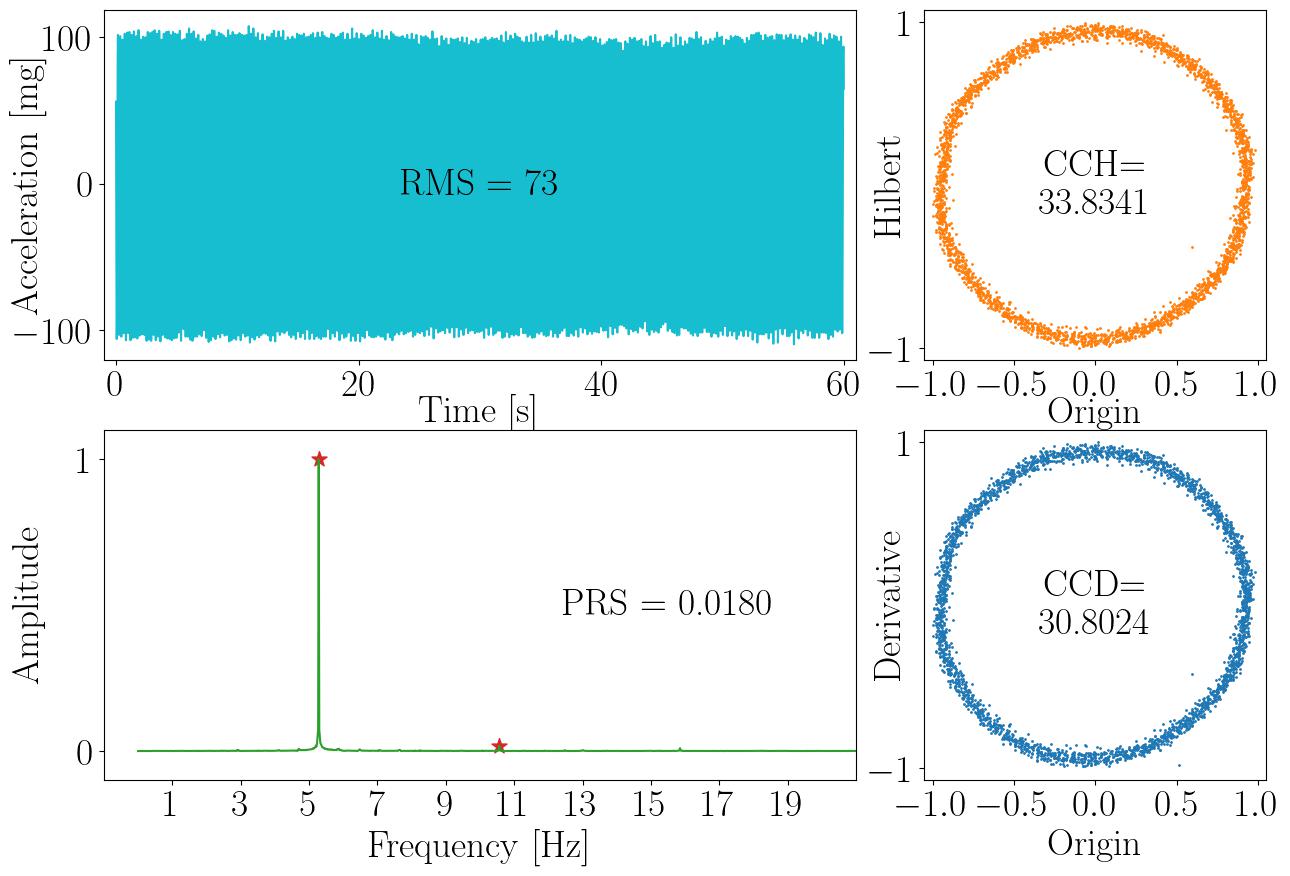 Acceleration [mg]
100
0
−100
RMS = 73
0
20
40
60
Time [s]
Hilbert
1
−1
CCH=
33.8341
−1.0
−0.5
0.0
0.5
1.0
Origin
Amplitude
1
0
PRS = 0.0180
1
3
5
7
9
11
13
15
17
19
Frequency [Hz]
Derivative
1
−1
CCD=
30.8024
−1.0
−0.5
0.0
0.5
1.0
Origin